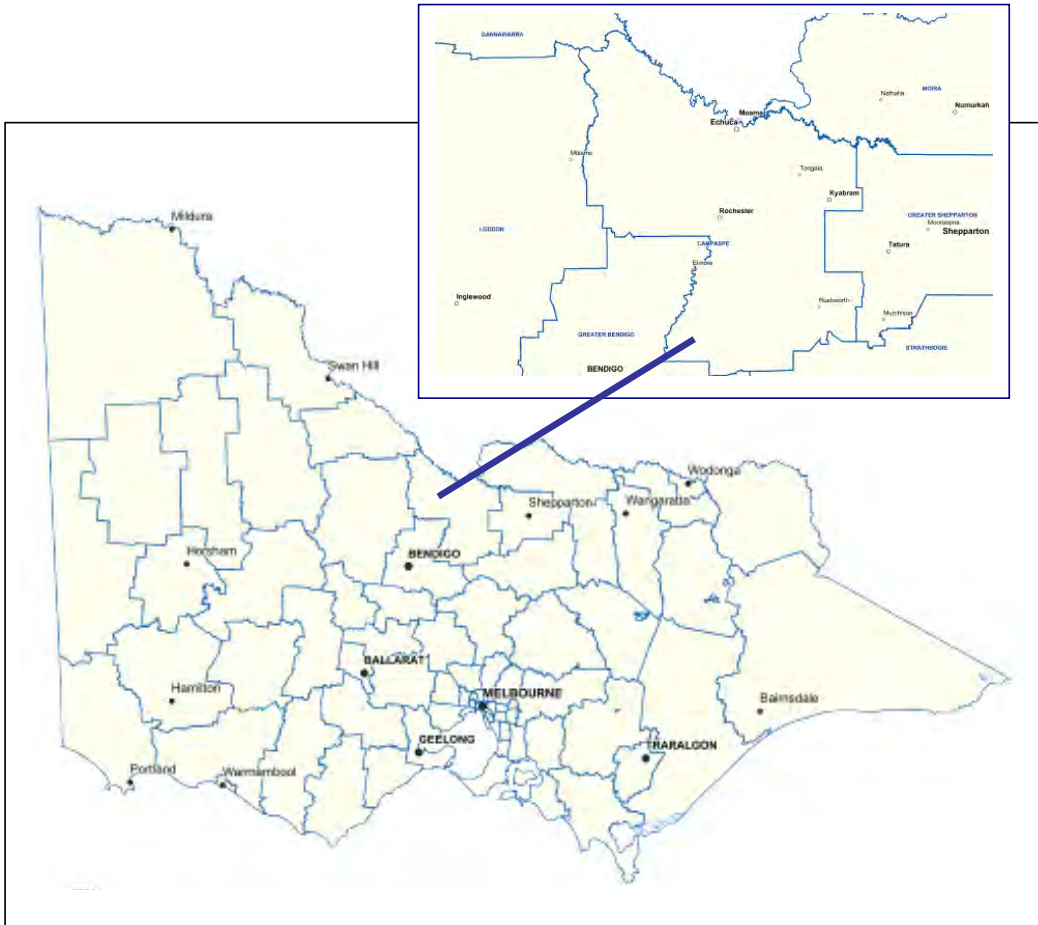 GANNAWARRA
MOIRA
Nathalia
Numurkah
Moama
Echuca
Mitiamo
Tongala
Kyabram
Rochester
GREATER SHEPPARTON
Mooroopna
Shepparton
LODDON
CAMPASPE
Tatura
Elmore
Inglewood
Rushworth
Murchison
GREATER BENDIGO
STRATHBOGIE
BENDIGO
Mildura
Swan Hill
Wodonga
Shepparton
Wangaratta
BENDIGO
Horsham
BALLARAT
Hamilton
MELBOURNE
Bairnsdale
GEELONG
TRARALGON
Portland
Warrnambool